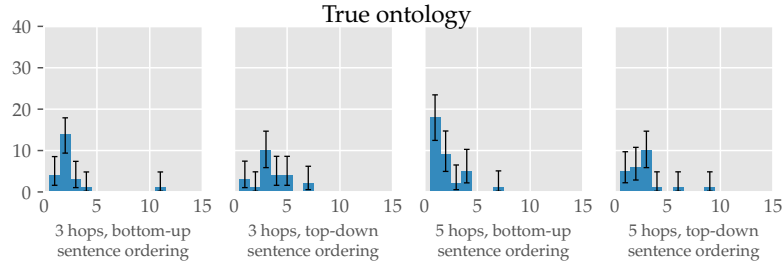 True ontology
40
30
20
10
0
0 5 10 15 0 5 10 15 0 5 10 15 0 5 10 15
3 hops, bottom-up
sentence ordering
3 hops, top-down
sentence ordering
5 hops, bottom-up
sentence ordering
5 hops, top-down
sentence ordering